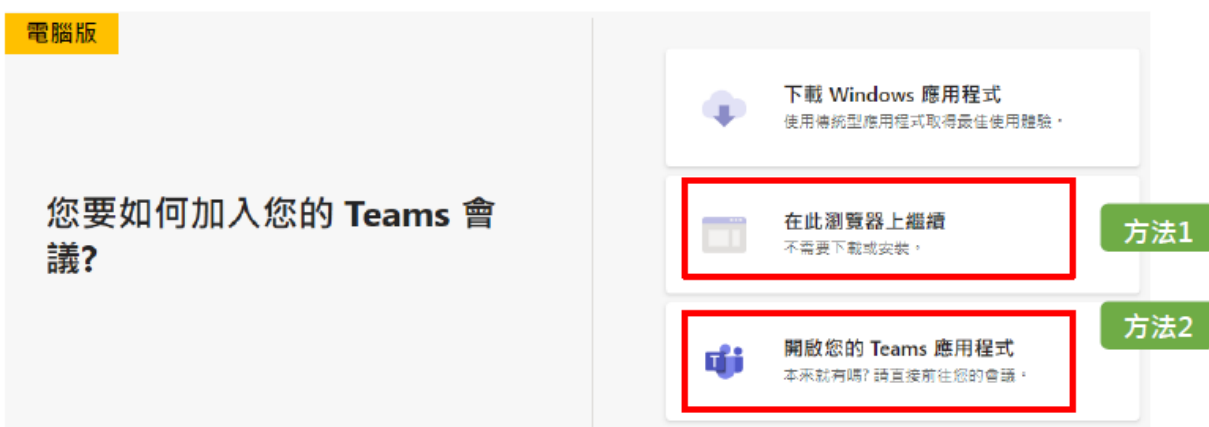 電腦版
您要如何加入您的 Teams 會
議?
下載 Windows 應用程式
使用傳統型應用程式取得最佳使用體驗。
在此瀏覽器上繼續
不需要下載或安裝。
方法1
開啟您的 Teams 應用程式
本來就有嗎? 請直接前往您的會議。
方法2